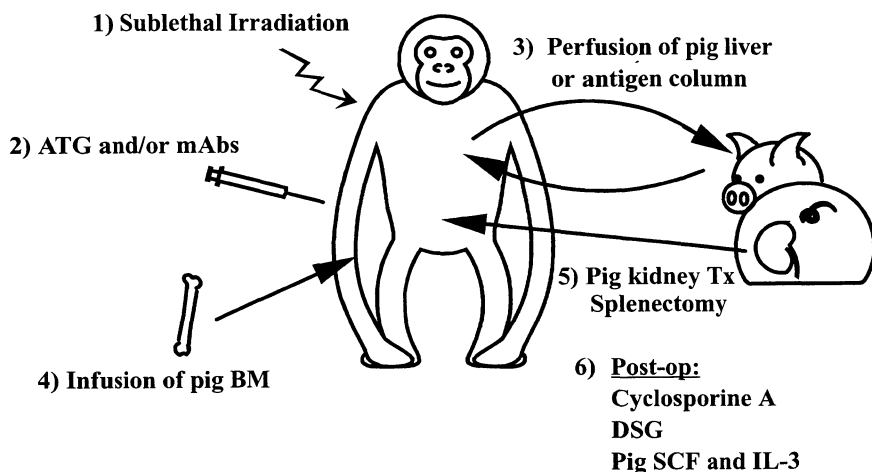 1) Sublethal Irradiation
2) ATG and/or mAbs
3) Perfusion of pig liver
or antigen column
4) Infusion of pig BM
5) Pig kidney Tx
Splenectomy
6) Post-op:
Cyclosporine A
DSG
Pig SCF and IL-3